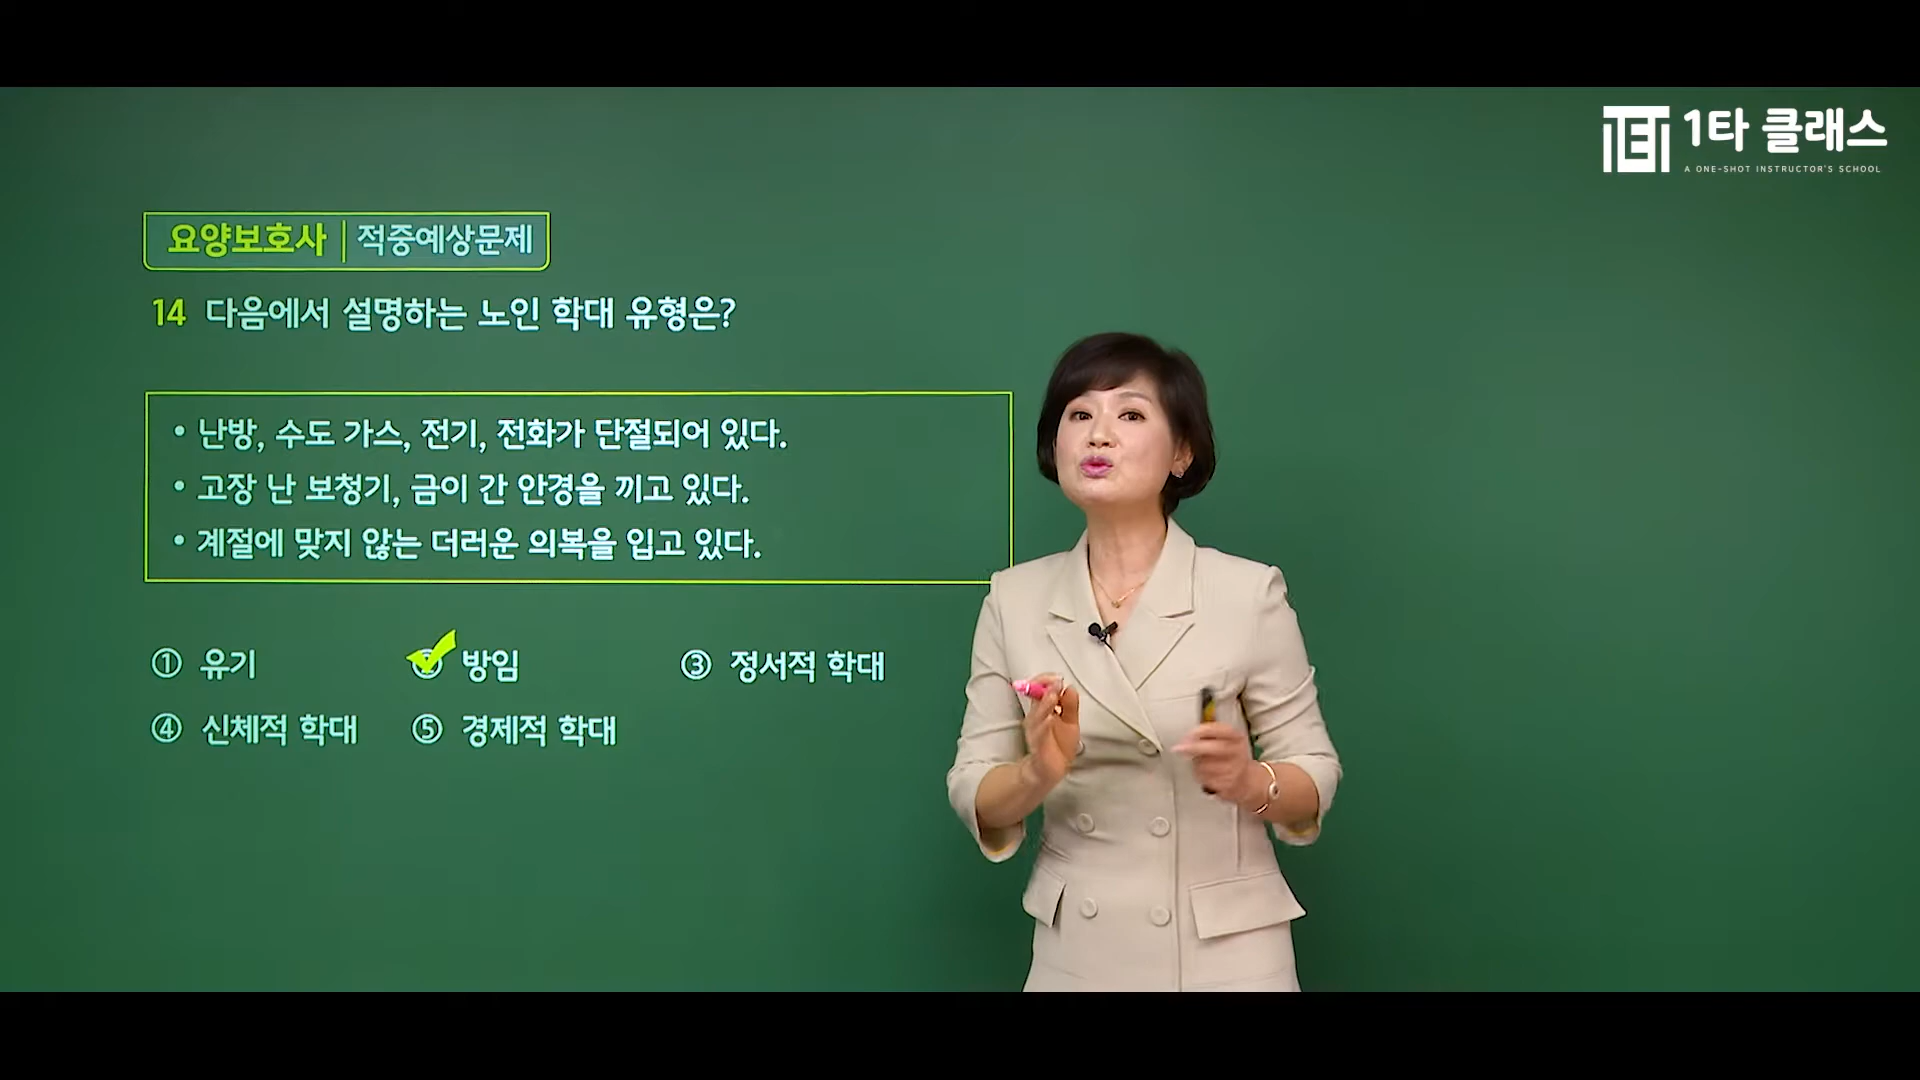 1타 클래스
A ONE-SHOT INSTRUCTOR'S SCHOOL
요양보호사 | 적중예상문제
14 다음에서 설명하는 노인 학대 유형은?
• 난방, 수도 가스, 전기, 전화가 단절되어 있다.
• 고장 난 보청기, 금이 간 안경을 끼고 있다.
• 계절에 맞지 않는 더러운 의복을 입고 있다.
① 유기 ② 방임 ③ 정서적 학대
④ 신체적 학대 ⑤ 경제적 학대